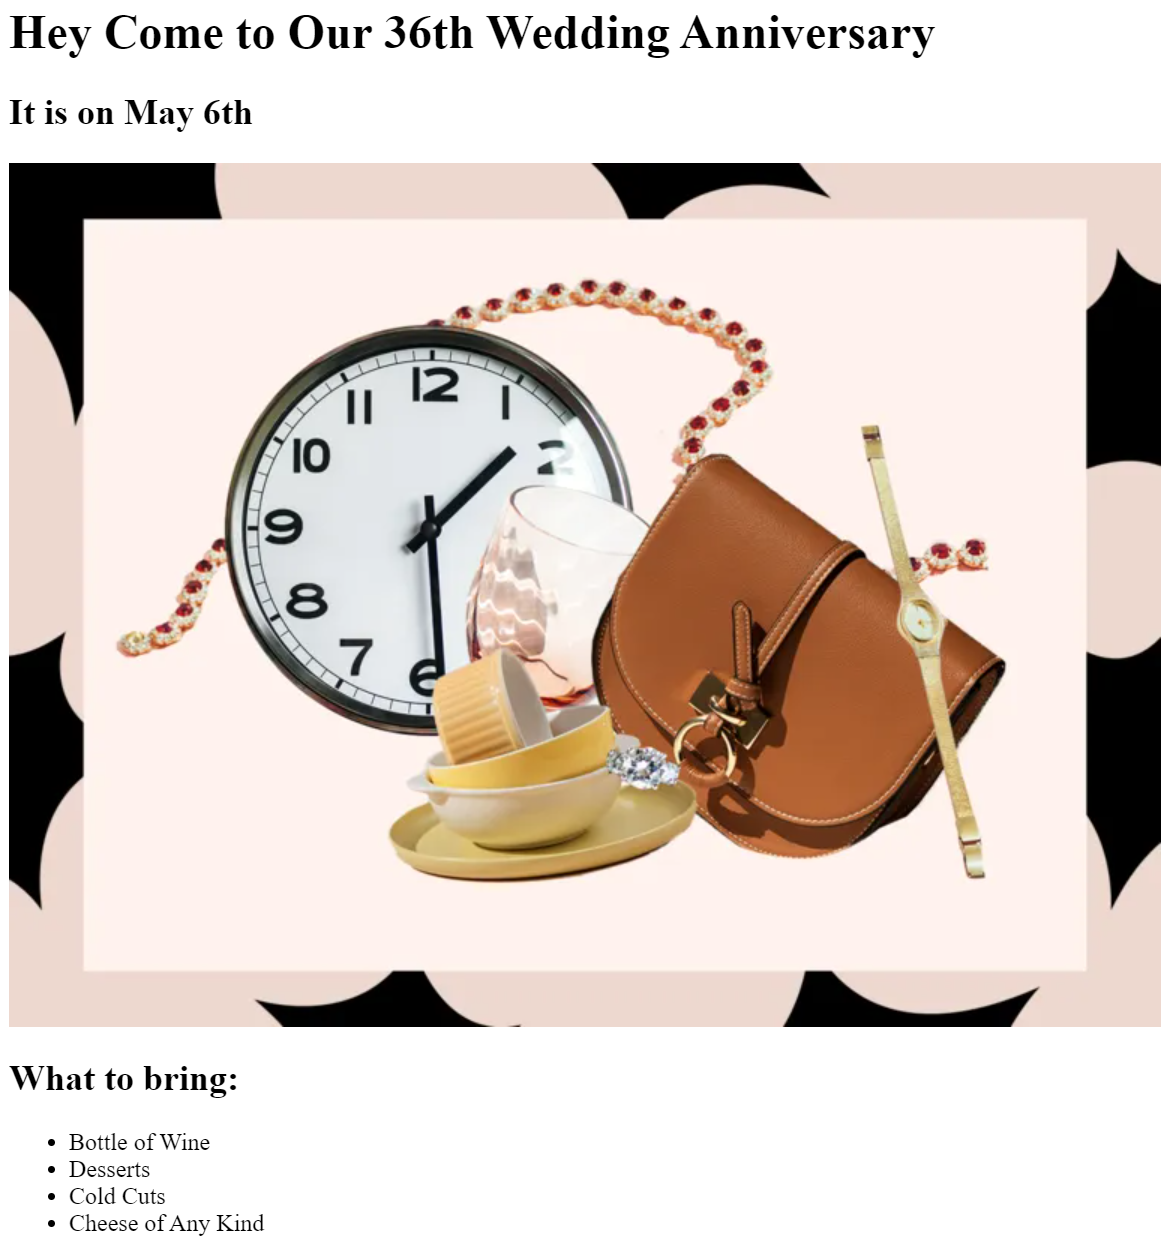 Hey Come to Our 36th Wedding Anniversary
It is on May 6th
12
11
1
10
2
9
8
7
6
What to bring:
Bottle of Wine
Desserts
Cold Cuts
Cheese of Any Kind